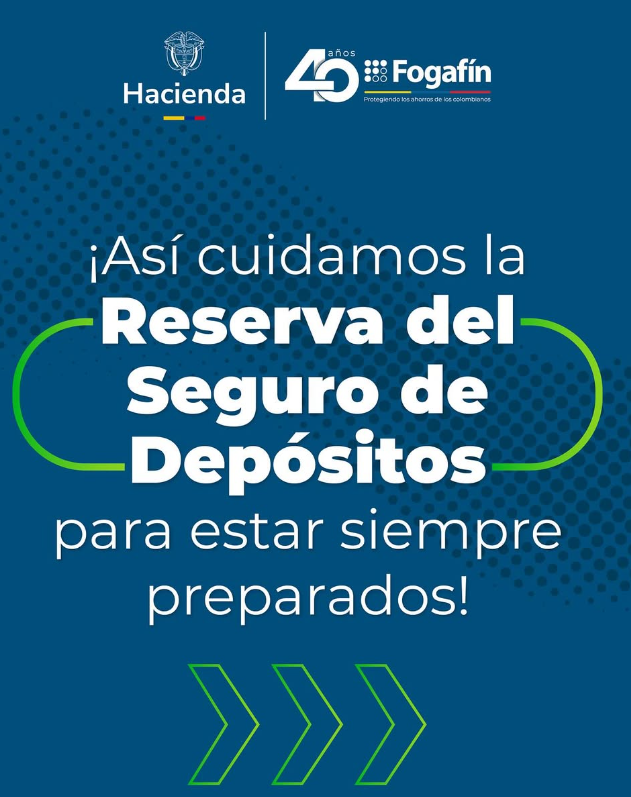 Hacienda
40 años
Fogafín
Protegiendo los ahorros de los colombianos
¡Así cuidamos la
Reserva del
Seguro de
Depósitos
para estar siempre
preparados!